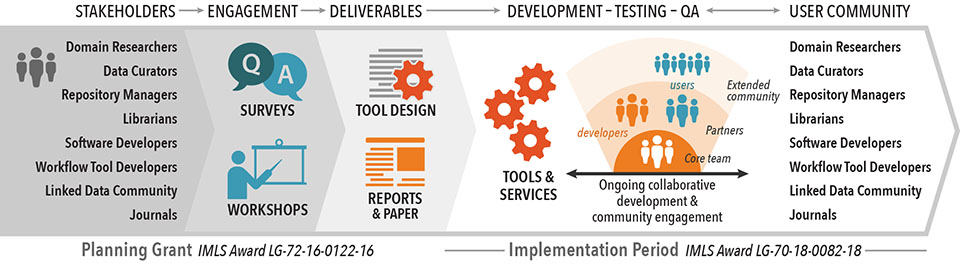 STAKEHOLDERS
ENGAGEMENT
DELIVERABLES
DEVELOPMENT – TESTING – QA
USER COMMUNITY
Domain Researchers
Data Curators
Repository Managers
Librarians
Software Developers
Workflow Tool Developers
Linked Data Community
Journals
Q A
SURVEYS
WORKSHOPS
TOOL DESIGN
REPORTS
& PAPER
TOOLS &
SERVICES
users
Extended
community
developers
Partners
Core team
Ongoing collaborative
development &
community engagement
Domain Researchers
Data Curators
Repository Managers
Librarians
Software Developers
Workflow Tool Developers
Linked Data Community
Journals
Planning Grant IMLS Award LG-72-16-0122-16
Implementation Period IMLS Award LG-70-18-0082-18